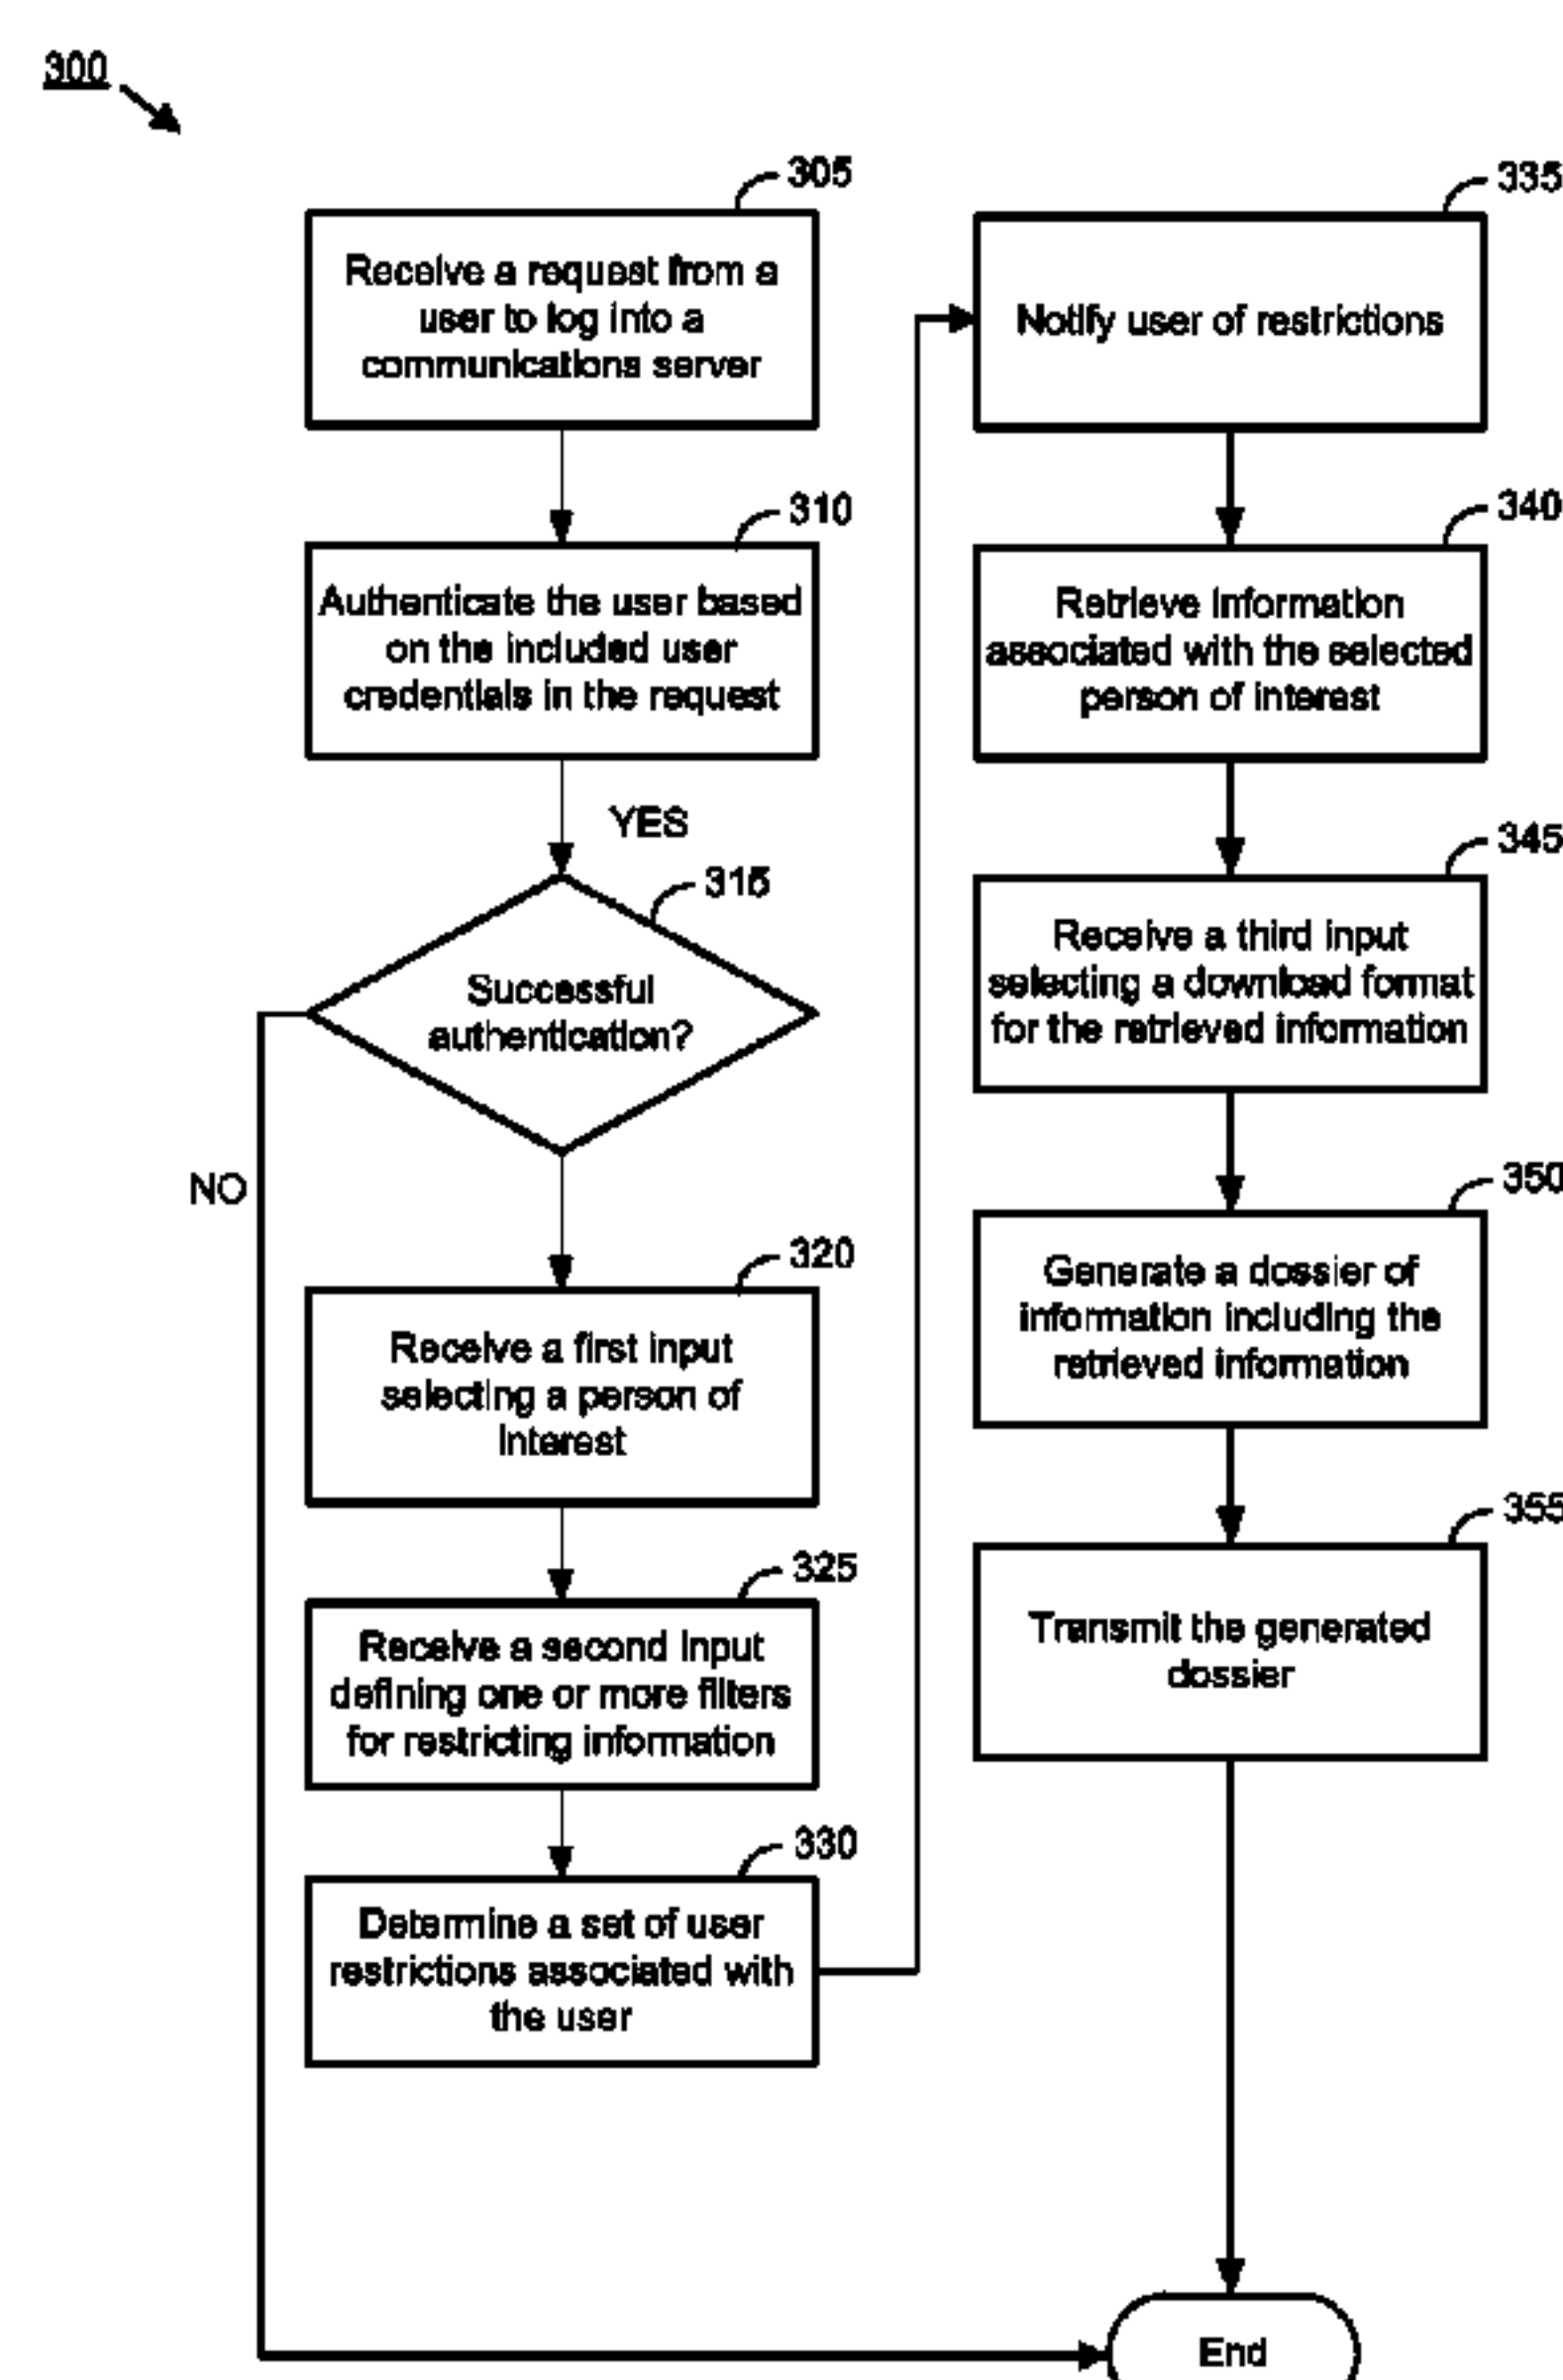 300
305
Receive a request from a
user to log into a
communications server
310
Authenticate the user based
on the included user
credentials in the request
YES
315
Successful
authentication?
NO
320
Receive a first input
selecting a person of
interest
325
Receive a second input
defining one or more filters
for restricting information
330
Determine a set of user
restrictions associated with
the user
335
Notify user of restrictions
340
Retrieve information
associated with the selected
person of interest
345
Receive a third input
selecting a download format
for the retrieved information
350
Generate a dossier of
information including the
retrieved information
355
Transmit the generated
dossier
End